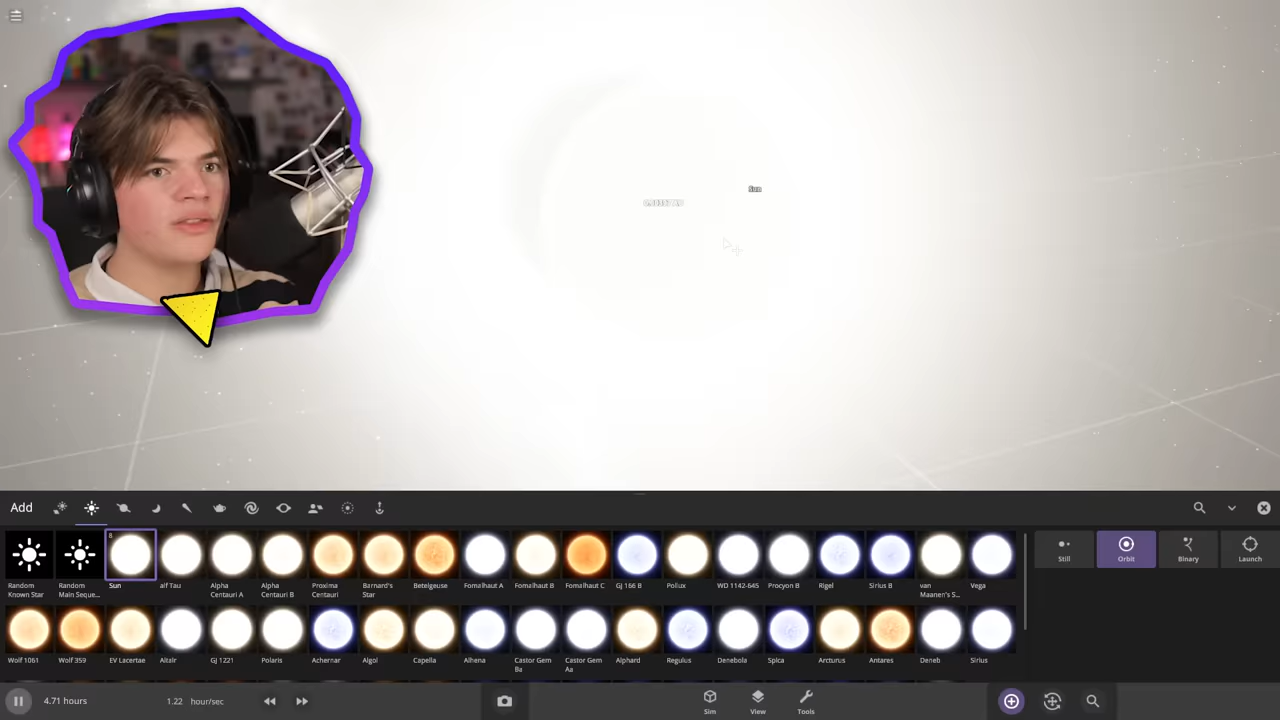 Sun
Add
8
Random Known Star
Random Main Seque...
Sun
alf Tau
Alpha Centauri A
Alpha Centauri B
Proxima Centauri
Barnard's Star
Betelgeuse
Fomalhaut A
Fomalhaut B
Fomalhaut C
GJ 166 B
Pollux
WD 1142-645
Procyon B
Rigel
Sirius B
van Maanen's S...
Vega
Wolf 1061
Wolf 359
EV Lacertae
Altair
GJ 1221
Polaris
Achernar
Algol
Capella
Alhena
Castor Gem Ba
Castor Gem Aa
Alphard
Regulus
Denebola
Spica
Arcturus
Antares
Deneb
Sirius
Still
Orbit
Binary
Launch
4.71 hours
1.22 hour/sec
Sim
View
Tools